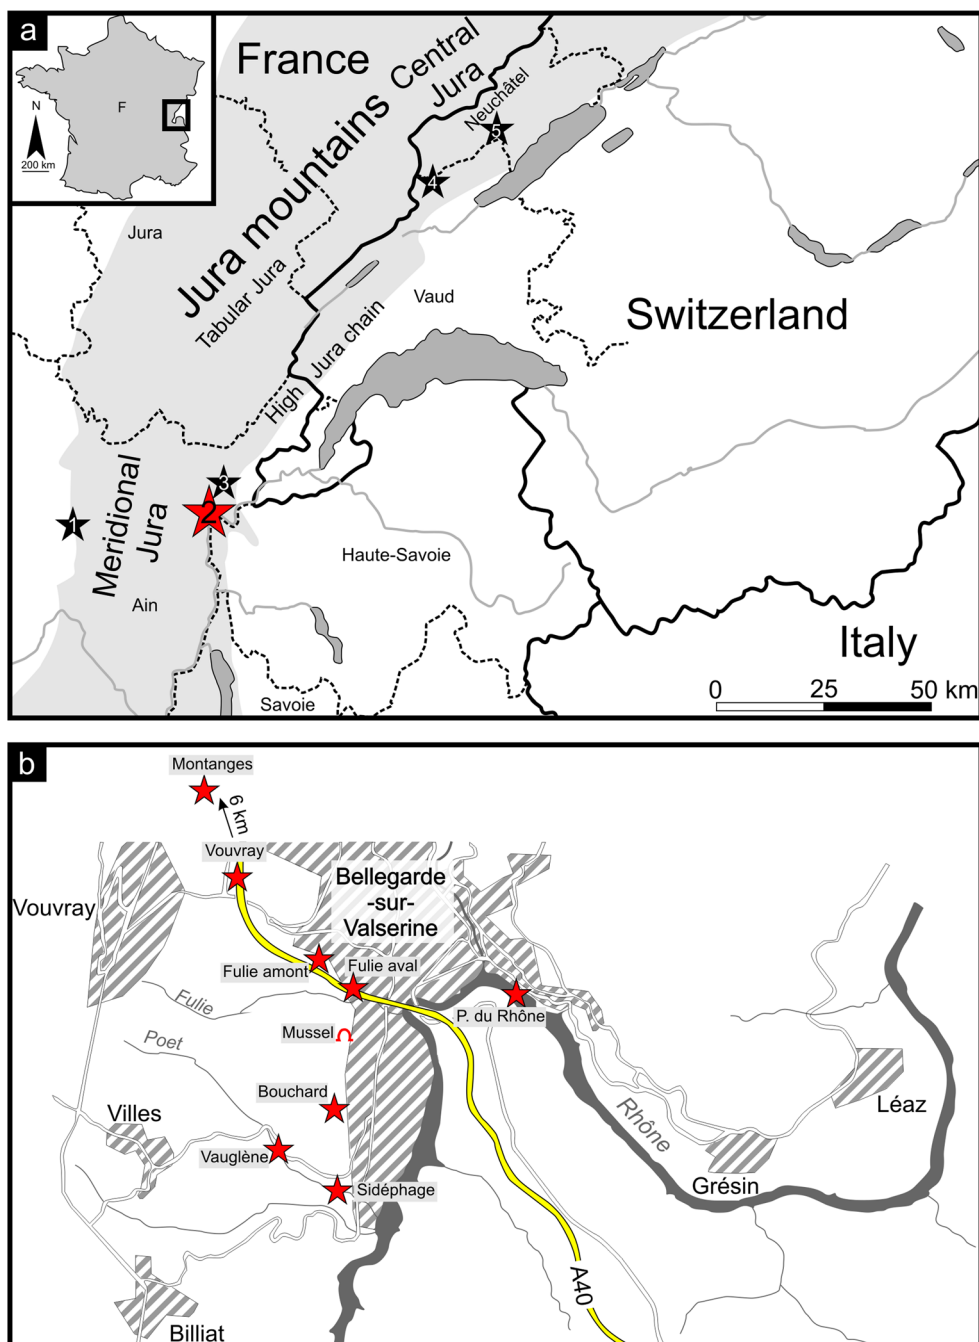 a
France
Central
Jura
Neuchâtel
N
F
200 km
5
4
Jura mountains
Jura
Tabular Jura
Vaud
Switzerland
High
Jura chain
Meridional
Jura
3
2
1
Haute-Savoie
Ain
Italy
Savoie
0
25
50 km
b
Montanges
6 km
Vouvray
Bellegarde
-sur-
Valserine
Vouvray
Fulie amont
Fulie aval
Fulie
P. du Rhône
Mussel
Poet
Bouchard
Villes
Rhône
Léaz
Vauglène
Sidéphage
Grésin
A40
Billiat